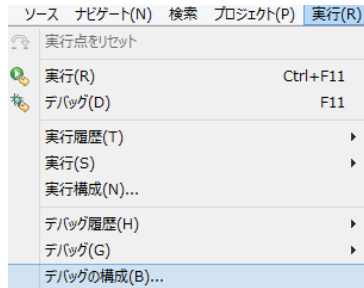 ソース ナビゲート(N) 検索 プロジェクト(P) 実行(R)
実行点をリセット
実行(R) Ctrl+F11
デバッグ(D) F11
実行履歴(T)
実行(S)
実行構成(N)...
デバッグ履歴(H)
デバッグ(G)
デバッグの構成(B)...